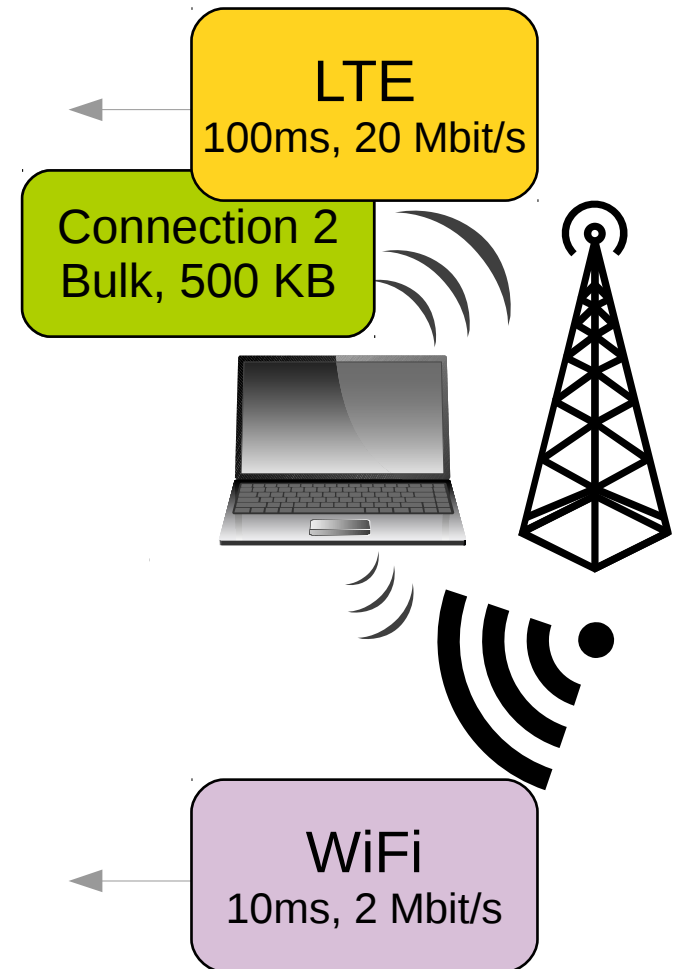 LTE
100ms, 20 Mbit/s
Connection 2
Bulk, 500 KB
WiFi
10ms, 2 Mbit/s